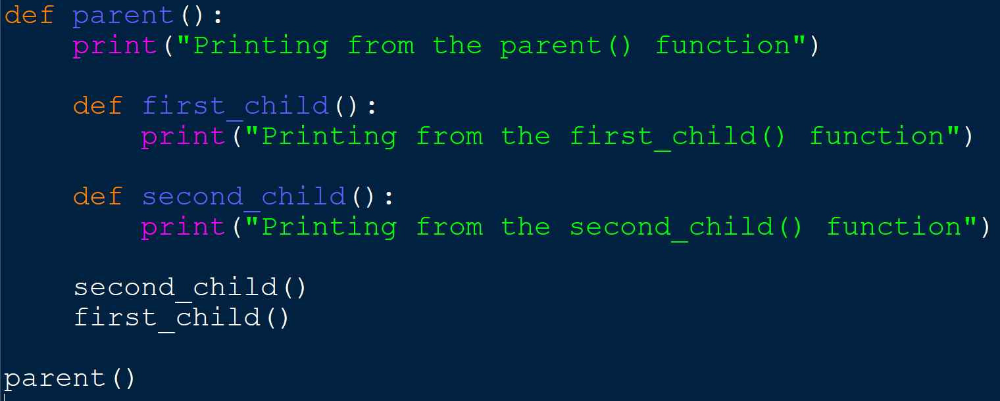 def parent():
    print("Printing from the parent() function")

    def first_child():
        print("Printing from the first_child() function")

    def second_child():
        print("Printing from the second_child() function")

    second_child()
    first_child()

parent()